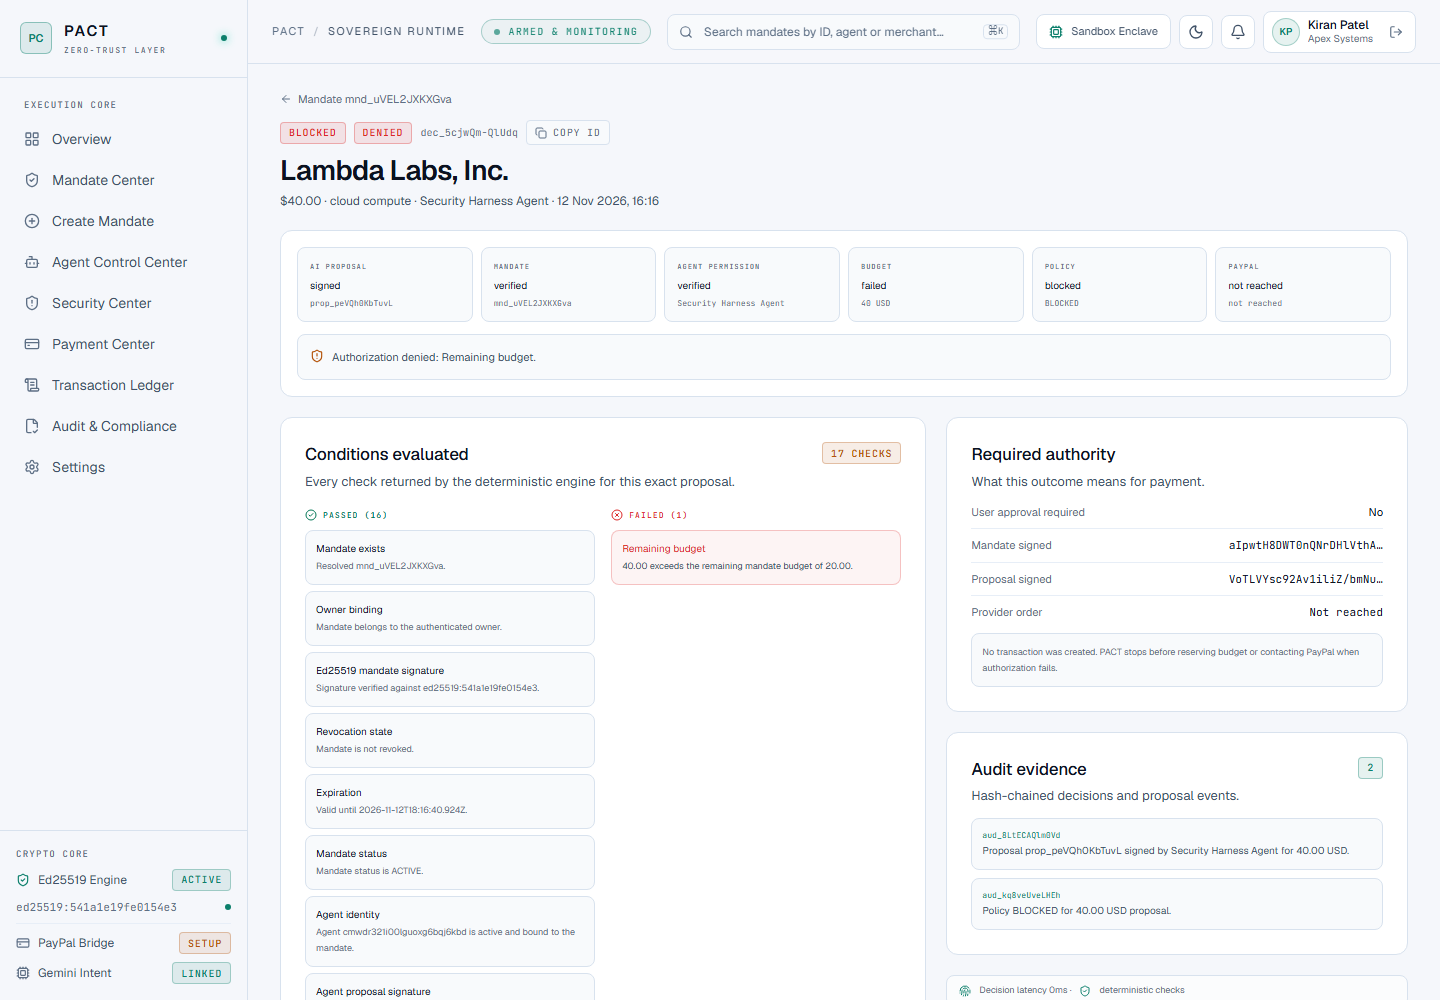 PC
PACT
ZERO-TRUST LAYER
EXECUTION CORE
Overview
Mandate Center
Create Mandate
Agent Control Center
Security Center
Payment Center
Transaction Ledger
Audit & Compliance
Settings
CRYPTO CORE
Ed25519 Engine
ACTIVE
ed25519:541a1e19fe0154e3
PayPal Bridge
SETUP
Gemini Intent
LINKED
PACT / SOVEREIGN RUNTIME
ARMED & MONITORING
Search mandates by ID, agent or merchant...
⌘K
Sandbox Enclave
KP
Kiran Patel
Apex Systems
Mandate mnd_uVEL2JXKXGva
BLOCKED
DENIED
dec_5cjwQm-QlUdq
COPY ID
Lambda Labs, Inc.
$40.00 · cloud compute · Security Harness Agent · 12 Nov 2026, 16:16
AI PROPOSAL
signed
prop_peVQh0KbTuvL
MANDATE
verified
mnd_uVEL2JXKXGva
AGENT PERMISSION
verified
Security Harness Agent
BUDGET
failed
40 USD
POLICY
blocked
BLOCKED
PAYPAL
not reached
not reached
Authorization denied: Remaining budget.
Conditions evaluated
17 CHECKS
Every check returned by the deterministic engine for this exact proposal.
PASSED (16)
Mandate exists
Resolved mnd_uVEL2JXKXGva.
Owner binding
Mandate belongs to the authenticated owner.
Ed25519 mandate signature
Signature verified against ed25519:541a1e19fe0154e3.
Revocation state
Mandate is not revoked.
Expiration
Valid until 2026-11-12T18:16:40.924Z.
Mandate status
Mandate status is ACTIVE.
Agent identity
Agent cmwdr321i00lguoxg6bqj6kbd is active and bound to the
mandate.
Agent proposal signature
FAILED (1)
Remaining budget
40.00 exceeds the remaining mandate budget of 20.00.
Required authority
What this outcome means for payment.
User approval required
No
Mandate signed
aIpwtH8DWT0nQNrDHlVthA…
Proposal signed
VoTLVYsc92Av1iliZ/bmNu…
Provider order
Not reached
No transaction was created. PACT stops before reserving budget or contacting PayPal when
authorization fails.
Audit evidence
2
Hash-chained decisions and proposal events.
aud_8LtECAQlm0Vd
Proposal prop_peVQh0KbTuvL signed by Security Harness Agent for 40.00 USD.
aud_kq8veUveLHEh
Policy BLOCKED for 40.00 USD proposal.
Decision latency 0ms ·
deterministic checks